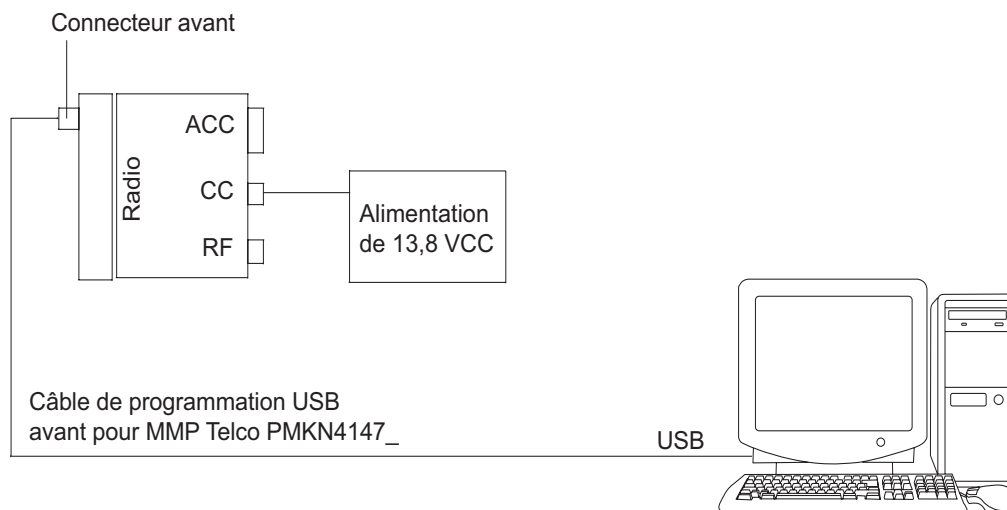 Connecteur avant
ACC
Radio
CC
RF
Alimentation
de 13,8 VCC
Câble de programmation USB
avant pour MMP Telco PMKN4147_
USB